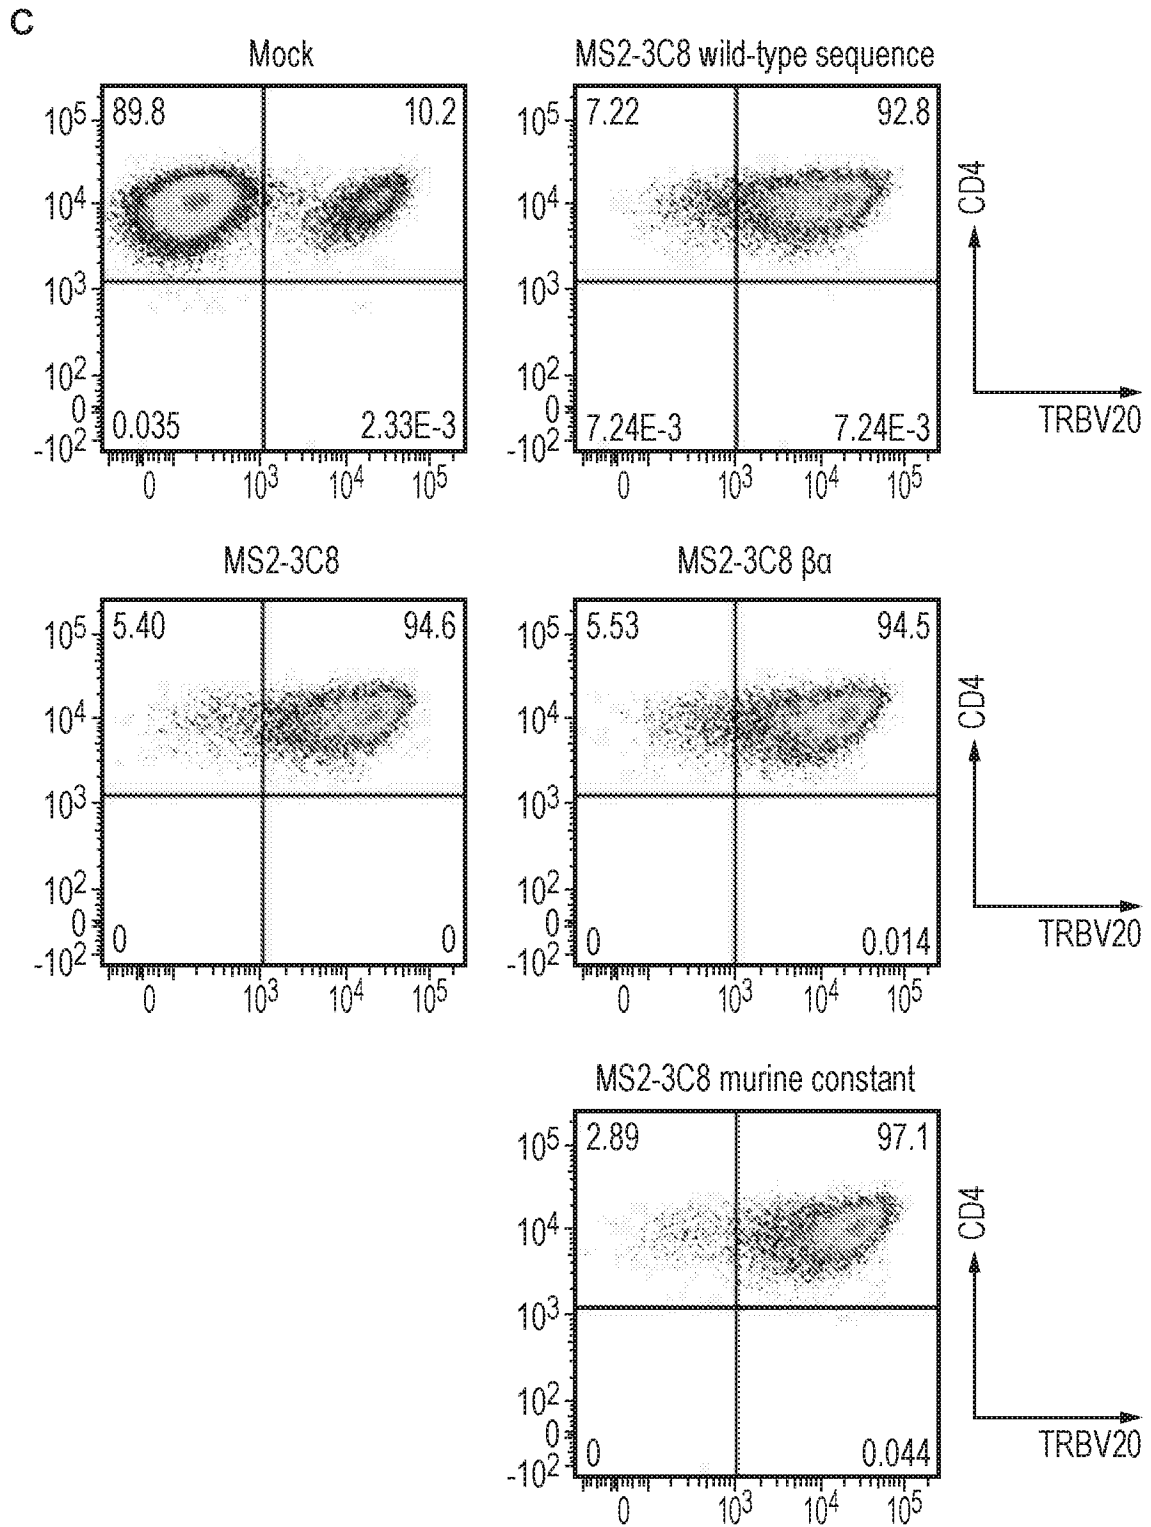 C
Mock
MS2-3C8 wild-type sequence
89.8 10.2
7.22 92.8
10⁵
10⁴
10³
10²
0
-10²
10⁵
10⁴
10³
10²
0
-10²
CD4
0.035 2.33E-3
7.24E-3 7.24E-3
TRBV20
0 10³ 10⁴ 10⁵
0 10³ 10⁴ 10⁵
MS2-3C8
MS2-3C8 βα
5.40 94.6
5.53 94.5
10⁵
10⁴
10³
10²
0
-10²
10⁵
10⁴
10³
10²
0
-10²
CD4
0 0
0 0.014
TRBV20
0 10³ 10⁴ 10⁵
0 10³ 10⁴ 10⁵
MS2-3C8 murine constant
2.89 97.1
10⁵
10⁴
10³
10²
0
-10²
CD4
0 0.044
TRBV20
0 10³ 10⁴ 10⁵